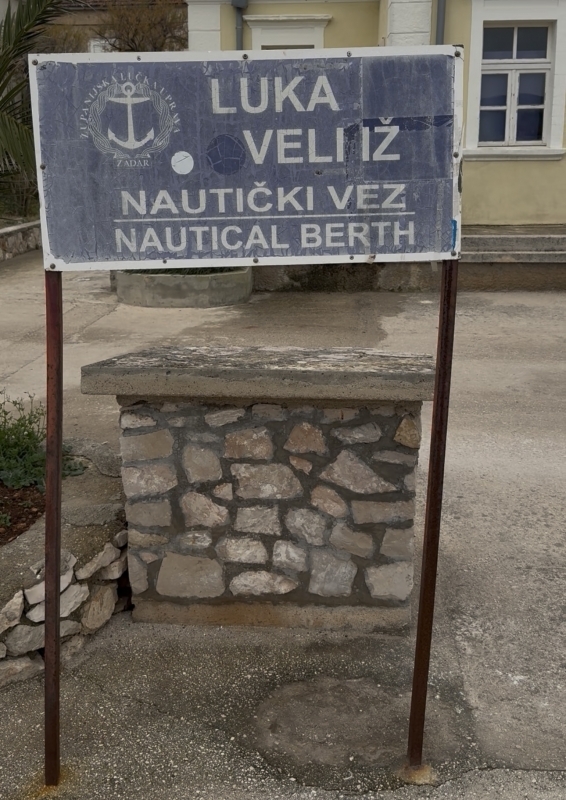 ŽUPANIJSKA LUČKA UPRAVA
ZADAR
LUKA
VELI IŽ
NAUTIČKI VEZ
NAUTICAL BERTH